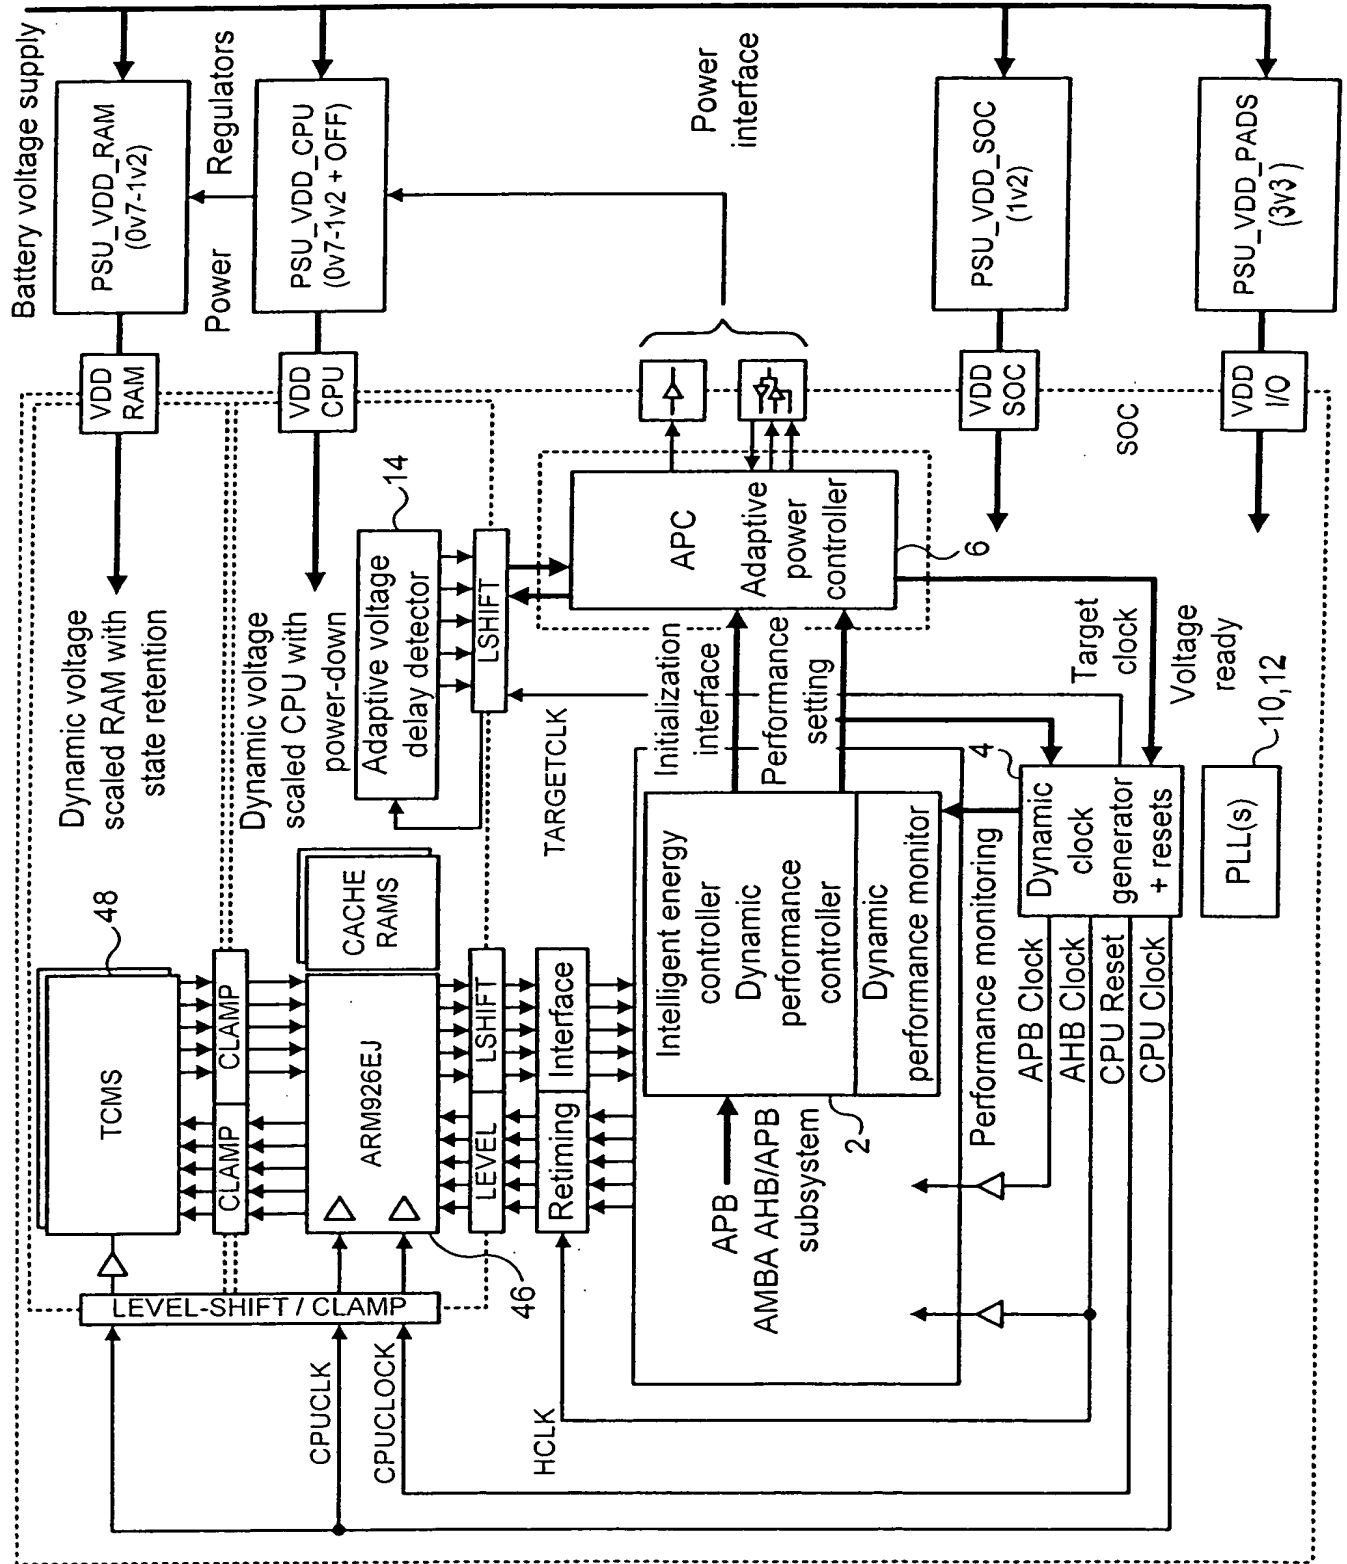 Battery voltage supply
PSU_VDD_RAM
(0v7-1v2)
Power
Regulators
PSU_VDD_CPU
(0v7-1v2 + OFF)
Power
interface
PSU_VDD_SOC
(1v2)
PSU_VDD_PADS
(3v3)
VDD
RAM
VDD
CPU
VDD
SOC
VDD
I/O
SOC
Dynamic voltage
scaled RAM with
state retention
Dynamic voltage
scaled CPU with
power-down
14
Adaptive voltage
delay detector
LSHIFT
APC
Adaptive
power
controller
6
Initialization
interface
Performance
setting
Target
clock
Voltage
ready
TARGETCLK
48
TCMS
CLAMP
CLAMP
CACHE
RAMS
ARM926EJ
LEVEL
LSHIFT
Retiming
Interface
46
LEVEL-SHIFT / CLAMP
CPUCLK
CPUCLOCK
HCLK
Intelligent energy
controller
Dynamic
performance
controller
Dynamic
performance monitor
APB
AMBA AHB/APB
subsystem
2
Performance monitoring
4
Dynamic
clock
generator
+ resets
10,12
PLL(s)
APB Clock
AHB Clock
CPU Reset
CPU Clock